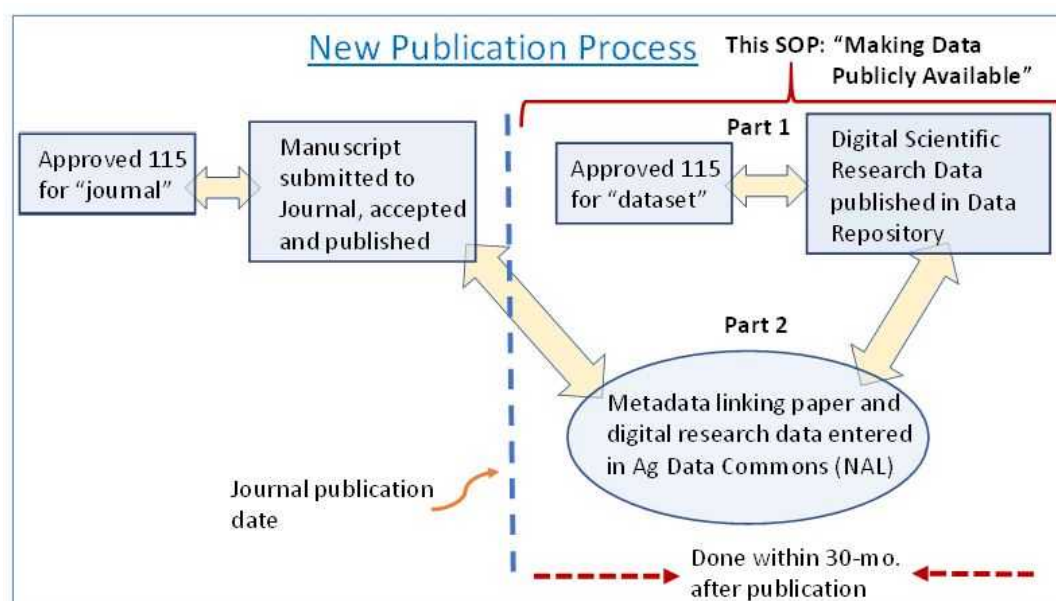 New Publication Process
This SOP: “Making Data
Publicly Available”
Approved 115
for “journal”
Manuscript
submitted to
Journal, accepted
and published
Part 1
Approved 115
for “dataset”
Digital Scientific
Research Data
published in Data
Repository
Part 2
Metadata linking paper and
digital research data entered
in Ag Data Commons (NAL)
Journal publication
date
Done within 30-mo.
after publication